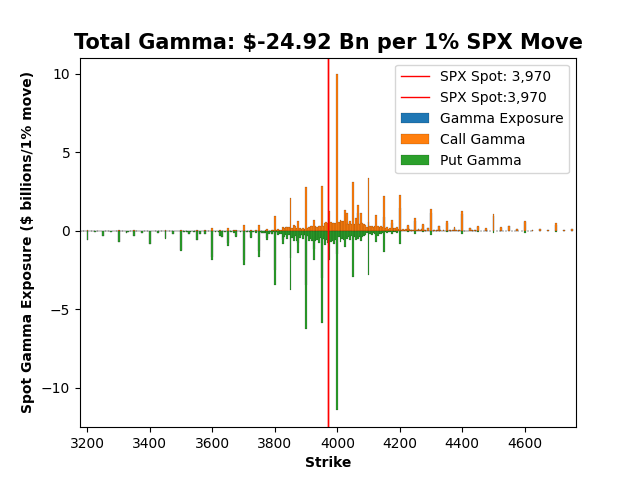 Total Gamma: $-24.92 Bn per 1% SPX Move
SPX Spot: 3,970
SPX Spot:3,970
Gamma Exposure
Call Gamma
Put Gamma
Spot Gamma Exposure ($ billions/1% move)
10
5
0
−5
−10
3200 3400 3600 3800 4000 4200 4400 4600
Strike